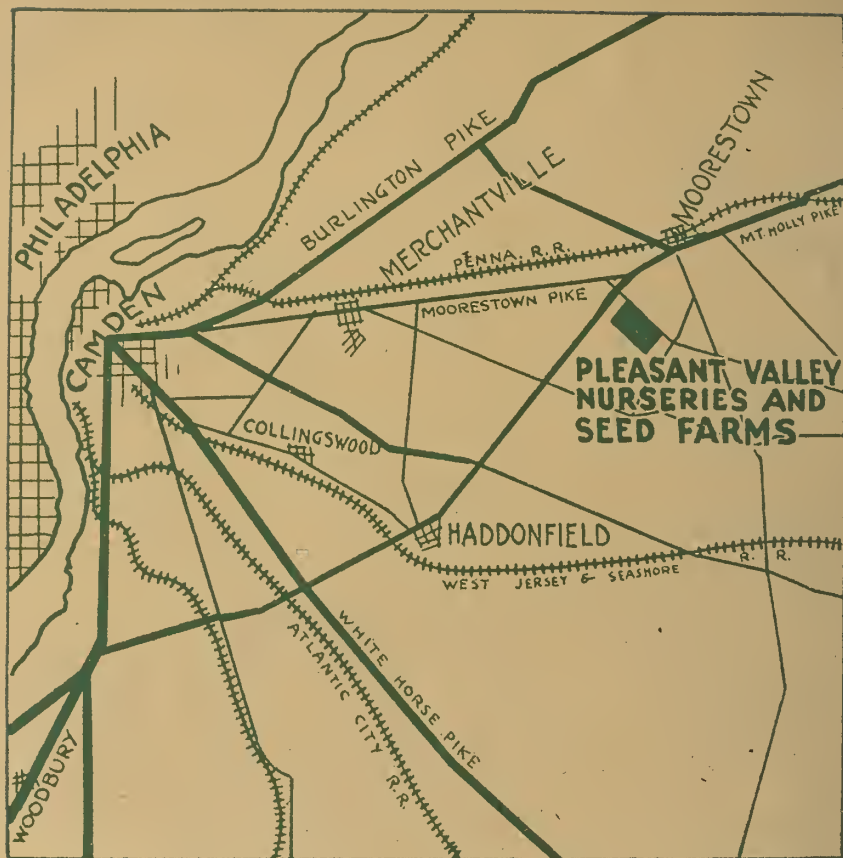 PHILADELPHIA
BURLINGTON PIKE
MOORESTOWN
MERCHANTVILLE
PENNA. R.R.
MT. HOLLY PIKE
CAMDEN
MOORESTOWN PIKE
PLEASANT VALLEY
NURSERIES AND
SEED FARMS
COLLINGSWOOD
HADDONFIELD
WEST JERSEY & SEASHORE R. R.
WHITE HORSE PIKE
ATLANTIC CITY R.R.
WOODBURY